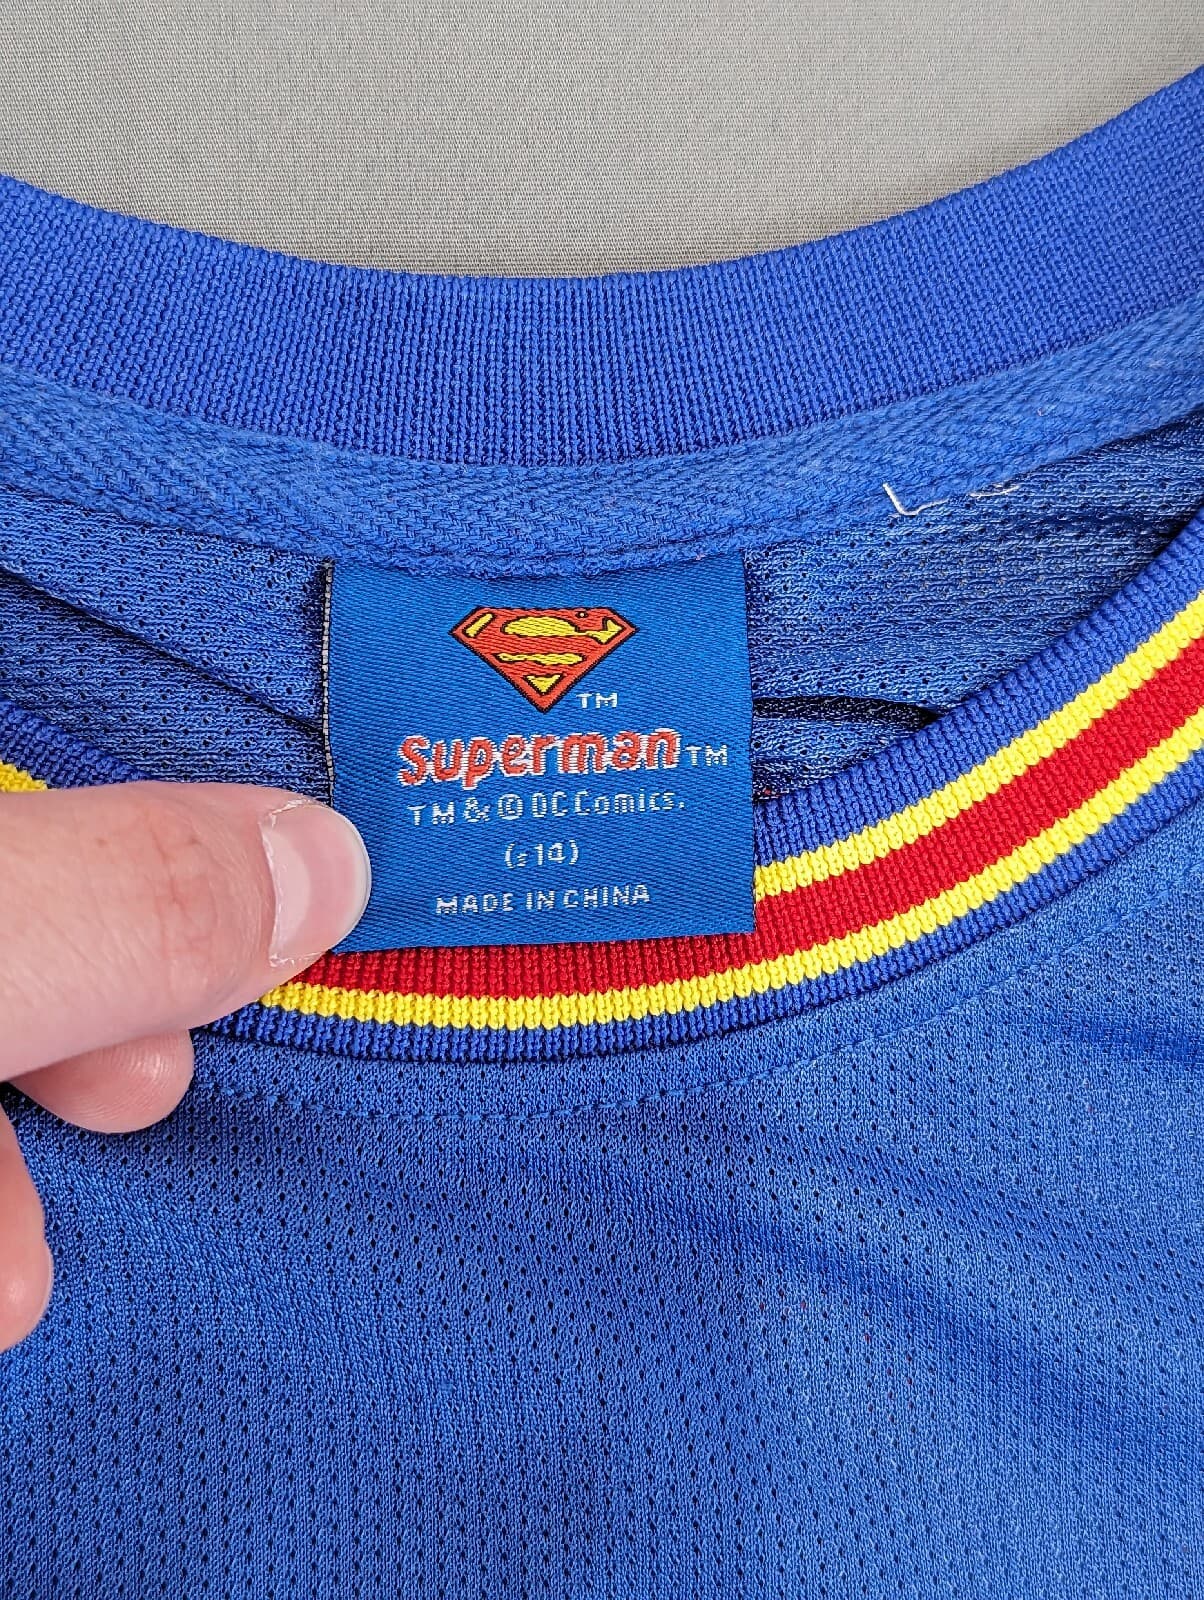 TM
Superman TM
TM & © DC Comics.
(s14)
MADE IN CHINA